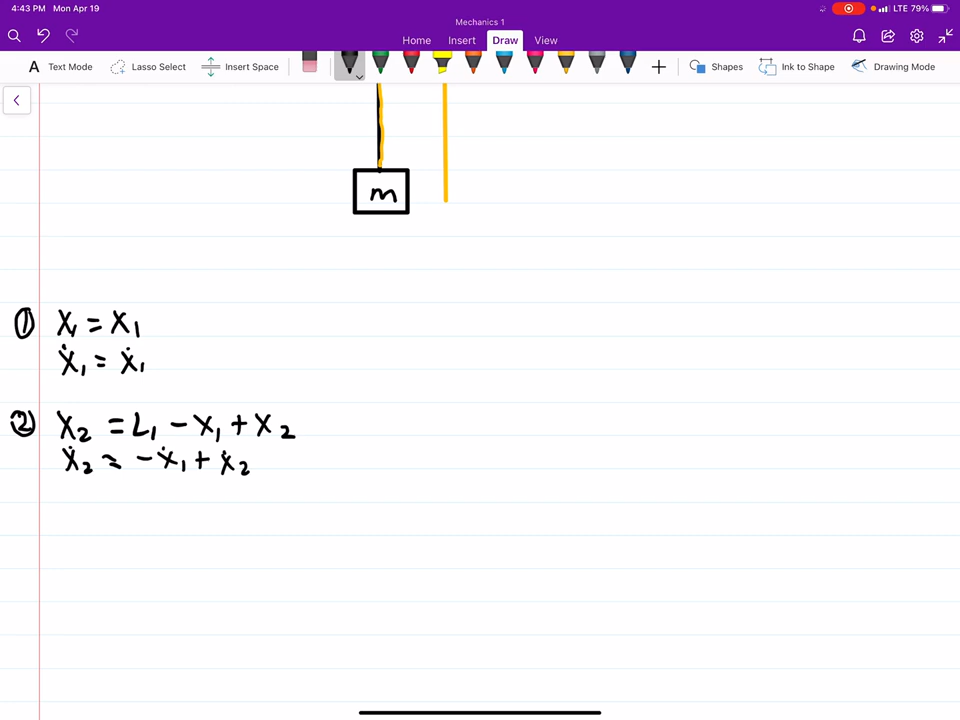 4:43 PM Mon Apr 19
LTE 79%
Mechanics 1
Home Insert Draw View
A Text Mode Lasso Select Insert Space Shapes Ink to Shape Drawing Mode
m
① X₁ = X₁
Ẋ₁ = Ẋ₁
② X₂ = L₁ − X₁ + X₂
Ẋ₂ = −Ẋ₁ + Ẋ₂